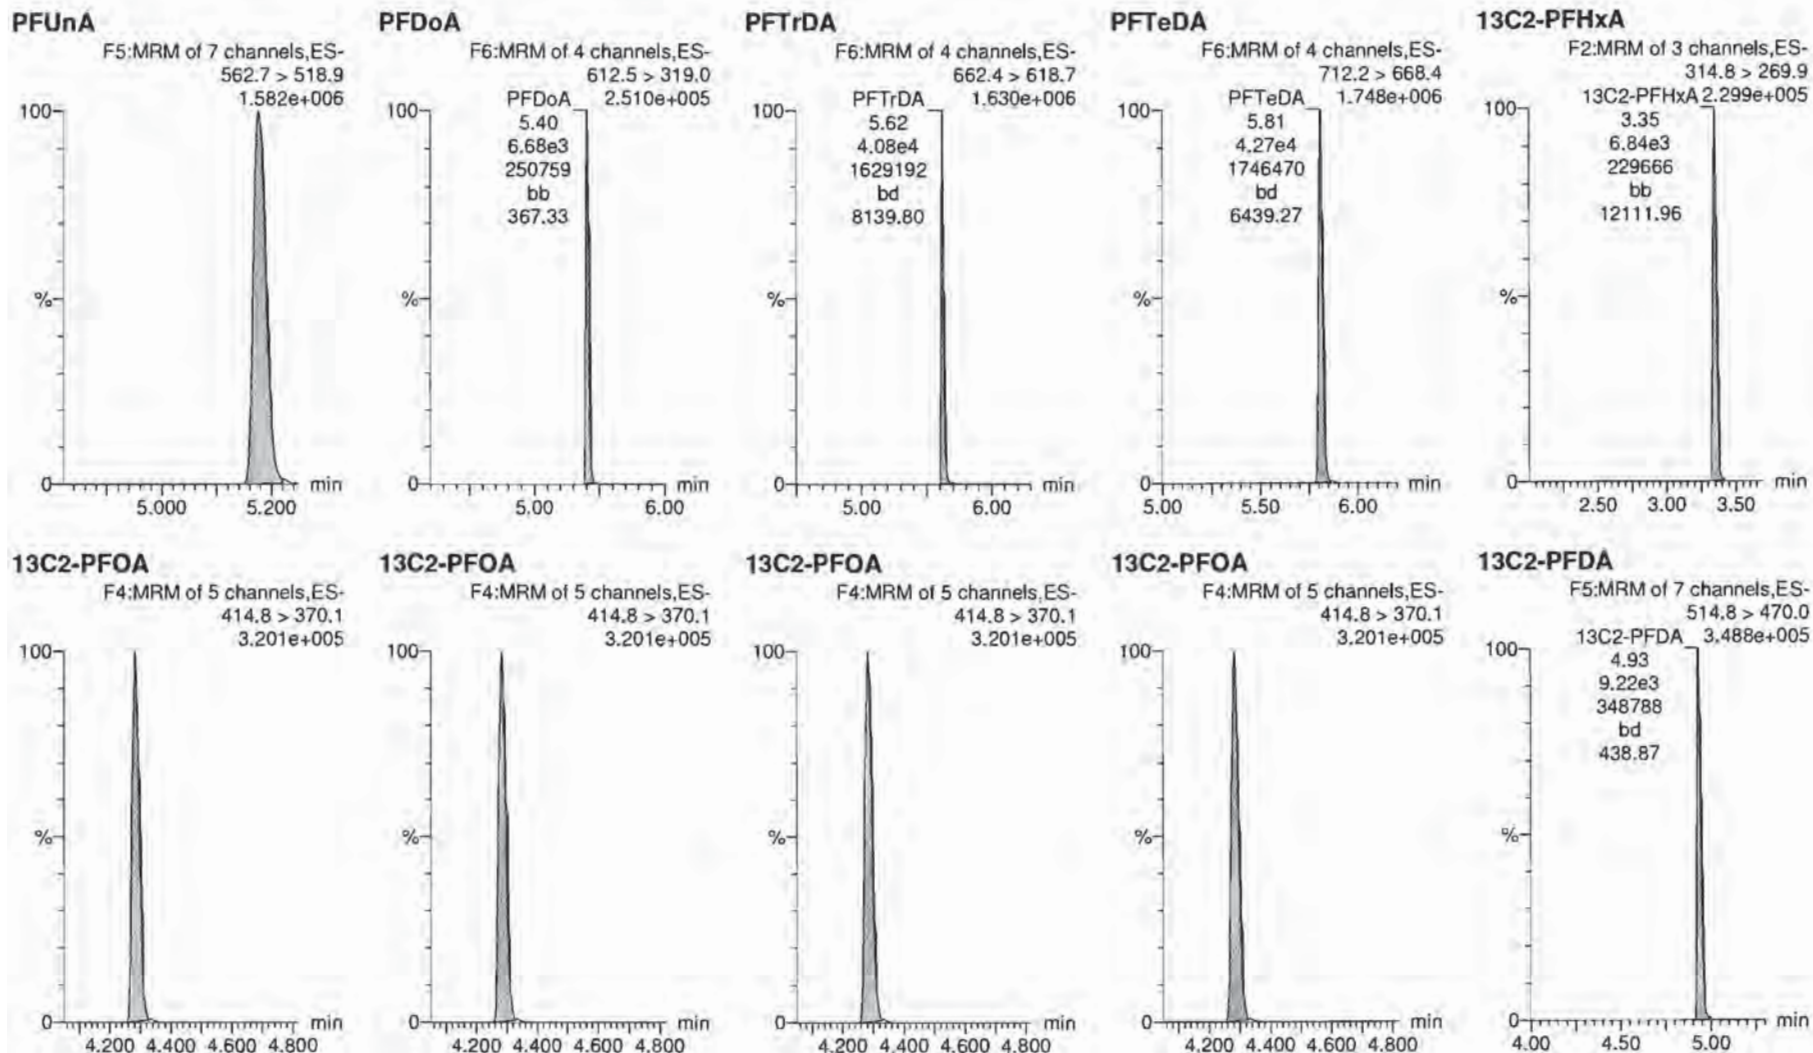 PFUnA
F5:MRM of 7 channels,ES-
562.7 > 518.9
1.582e+006
100
%
0
5.000 5.200 min
PFDoA
F6:MRM of 4 channels,ES-
612.5 > 319.0
PFDoA 2.510e+005
5.40
6.68e3
250759
bb
367.33
100
%
0
5.00 6.00 min
PFTrDA
F6:MRM of 4 channels,ES-
662.4 > 618.7
PFTrDA 1.630e+006
5.62
4.08e4
1629192
bd
8139.80
100
%
0
5.00 6.00 min
PFTeDA
F6:MRM of 4 channels,ES-
712.2 > 668.4
PFTeDA 1.748e+006
5.81
4.27e4
1746470
bd
6439.27
100
%
0
5.00 5.50 6.00 min
13C2-PFHxA
F2:MRM of 3 channels,ES-
314.8 > 269.9
13C2-PFHxA 2.299e+005
3.35
6.84e3
229666
bb
12111.96
100
%
0
2.50 3.00 3.50 min
13C2-PFOA
F4:MRM of 5 channels,ES-
414.8 > 370.1
3.201e+005
100
%
0
4.200 4.400 4.600 4.800 min
13C2-PFOA
F4:MRM of 5 channels,ES-
414.8 > 370.1
3.201e+005
100
%
0
4.200 4.400 4.600 4.800 min
13C2-PFOA
F4:MRM of 5 channels,ES-
414.8 > 370.1
3.201e+005
100
%
0
4.200 4.400 4.600 4.800 min
13C2-PFOA
F4:MRM of 5 channels,ES-
414.8 > 370.1
3.201e+005
100
%
0
4.200 4.400 4.600 4.800 min
13C2-PFDA
F5:MRM of 7 channels,ES-
514.8 > 470.0
13C2-PFDA 3.488e+005
4.93
9.22e3
348788
bd
438.87
100
%
0
4.00 4.50 5.00 min